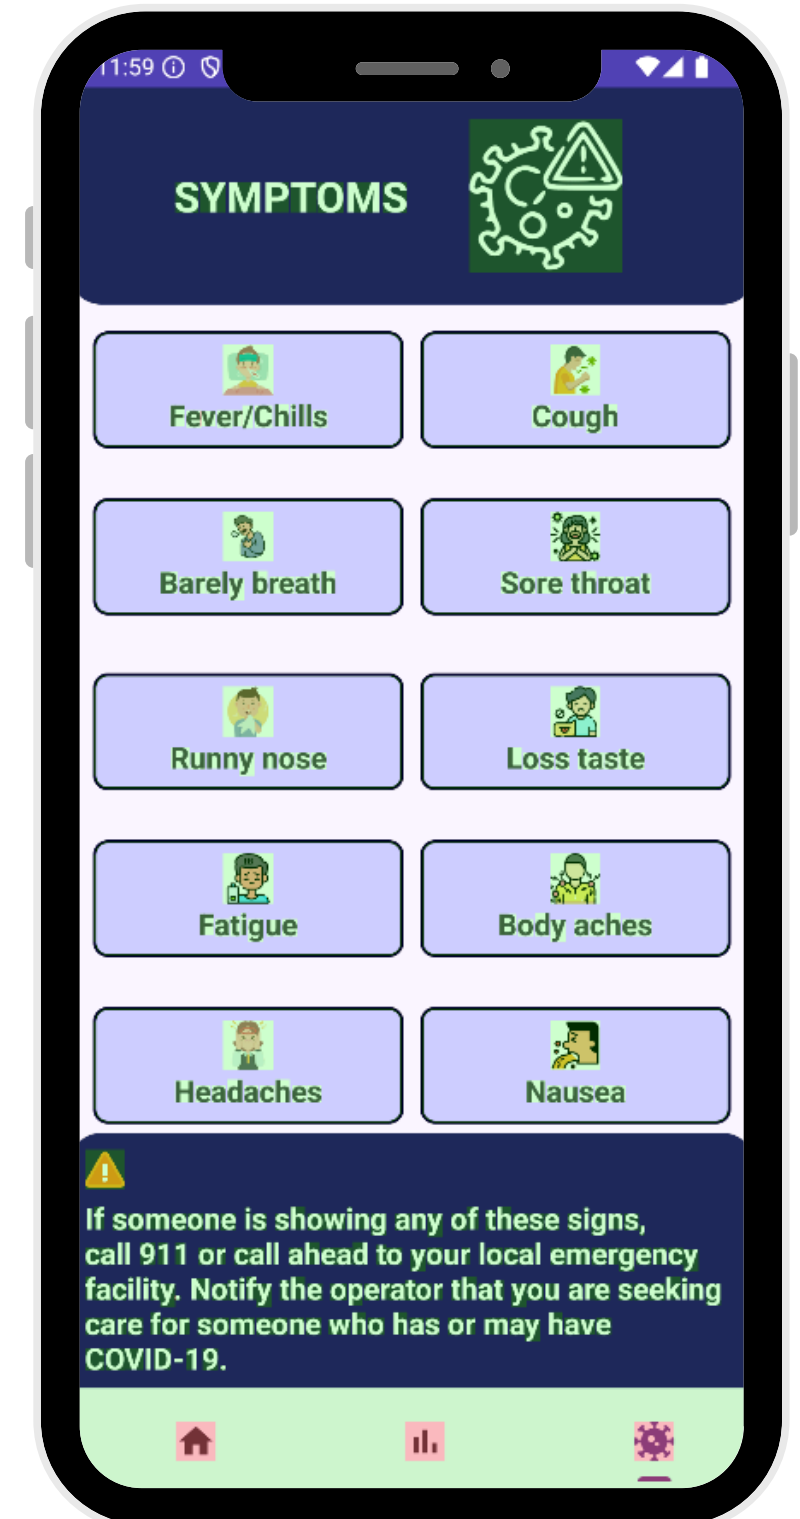 11:59
SYMPTOMS
Fever/Chills
Cough
Barely breath
Sore throat
Runny nose
Loss taste
Fatigue
Body aches
Headaches
Nausea
If someone is showing any of these signs,
call 911 or call ahead to your local emergency
facility. Notify the operator that you are seeking
care for someone who has or may have
COVID-19.